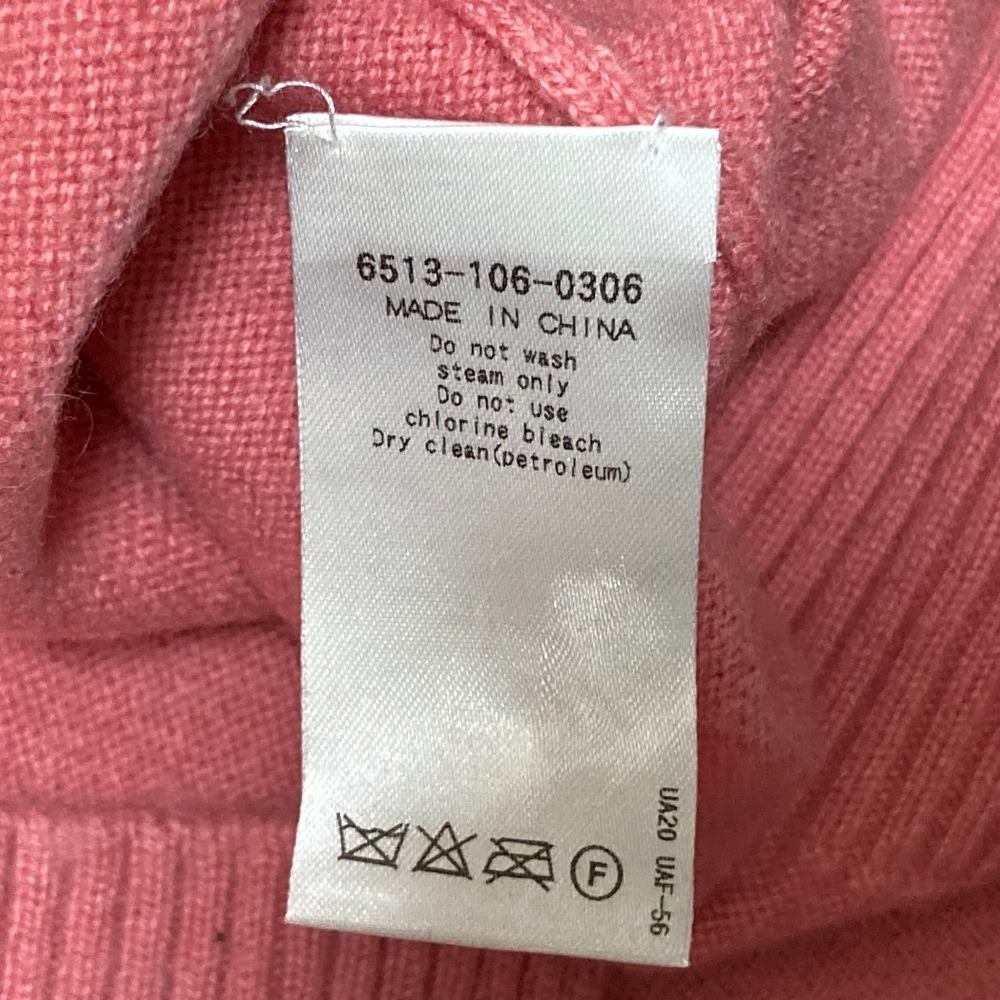 6513-106-0306
MADE IN CHINA
Do not wash
steam only
Do not use
chlorine bleach
Dry clean(petroleum)
F
UA20 UAF-56